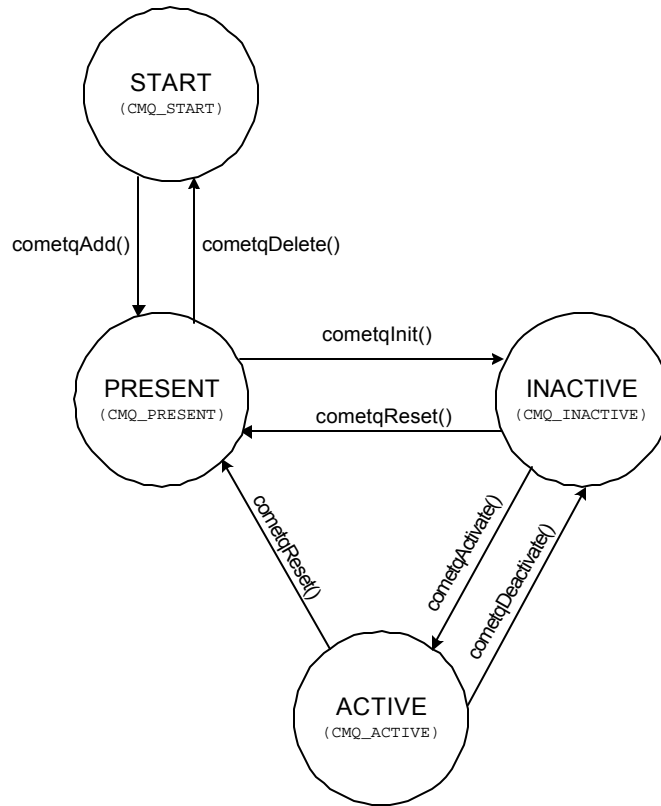 START
(CMQ_START)
cometqAdd()
cometqDelete()
cometqInit()
PRESENT
(CMQ_PRESENT)
INACTIVE
(CMQ_INACTIVE)
cometqReset()
cometqReset()
cometqActivate()
cometqDeactivate()
ACTIVE
(CMQ_ACTIVE)